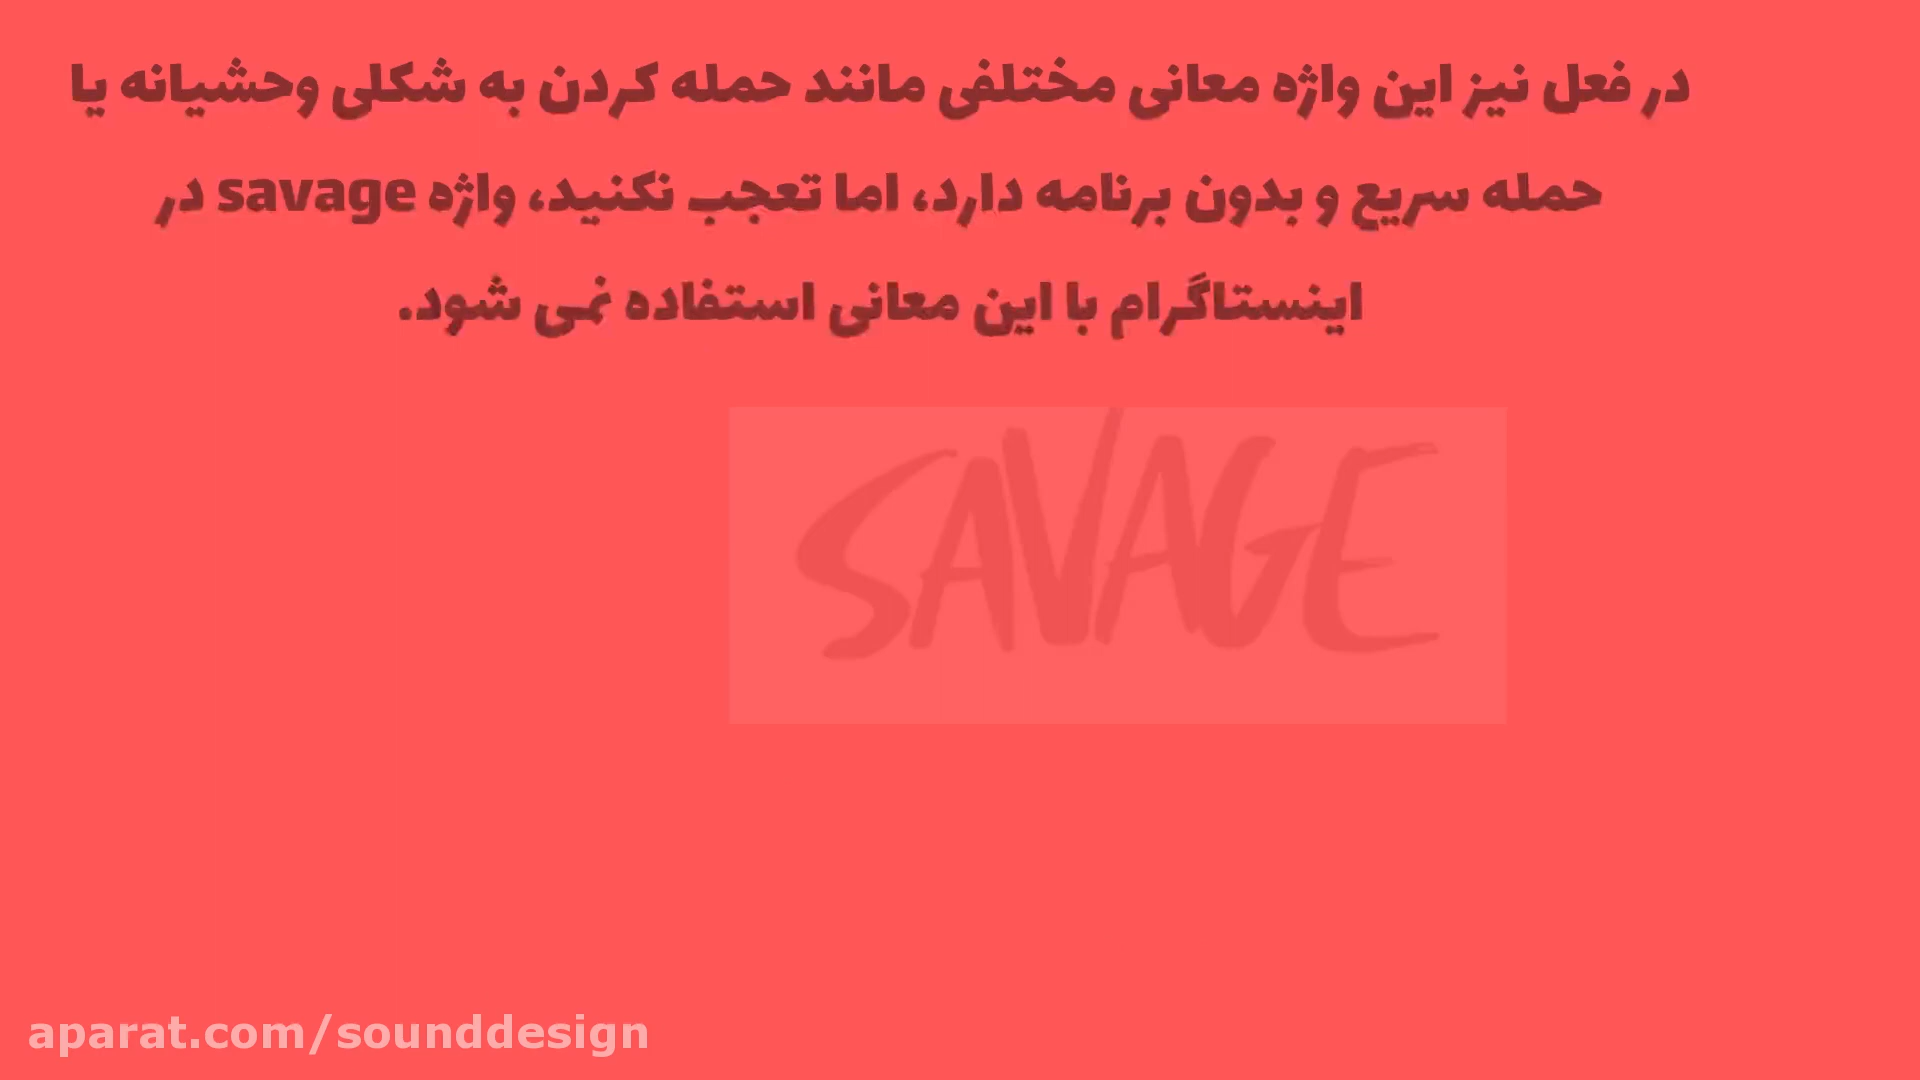 در فعل نیز این واژه معانی مختلفی مانند حمله کردن به شکلی وحشیانه یا
حمله سریع و بدون برنامه دارد، اما تعجب نکنید، واژه savage در
اینستاگرام با این معانی استفاده نمی شود.
SAVAGE
aparat.com/sounddesign